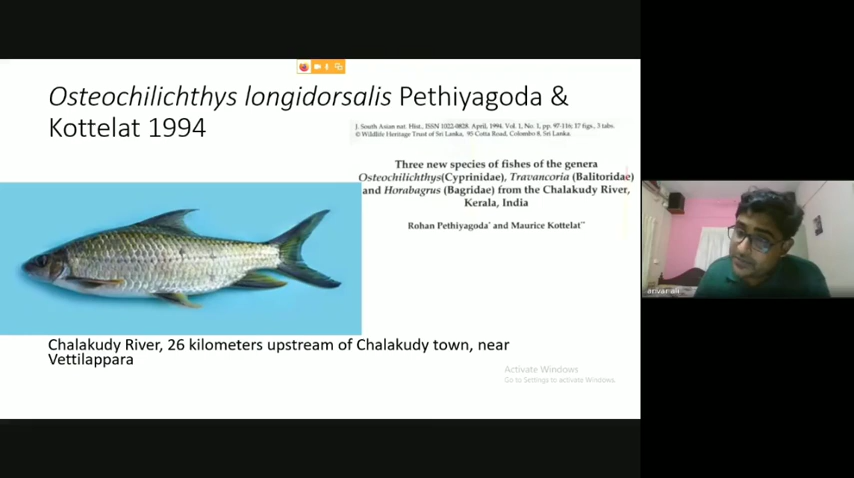 Osteochilichthys longidorsalis Pethiyagoda &
Kottelat 1994
J. South Asian nat. Hist., ISSN 1022-0828. April, 1994. Vol. 1, No. 1, pp. 97-116; 17 figs., 3 tabs.
© Wildlife Heritage Trust of Sri Lanka, 95 Cotta Road, Colombo 8, Sri Lanka.
Three new species of fishes of the genera
Osteochilichthys(Cyprinidae), Travancoria (Balitoridae)
and Horabagrus (Bagridae) from the Chalakudy River,
Kerala, India
Rohan Pethiyagoda* and Maurice Kottelat**
Chalakudy River, 26 kilometers upstream of Chalakudy town, near
Vettilappara
Activate Windows
Go to Settings to activate Windows.
anvar ali